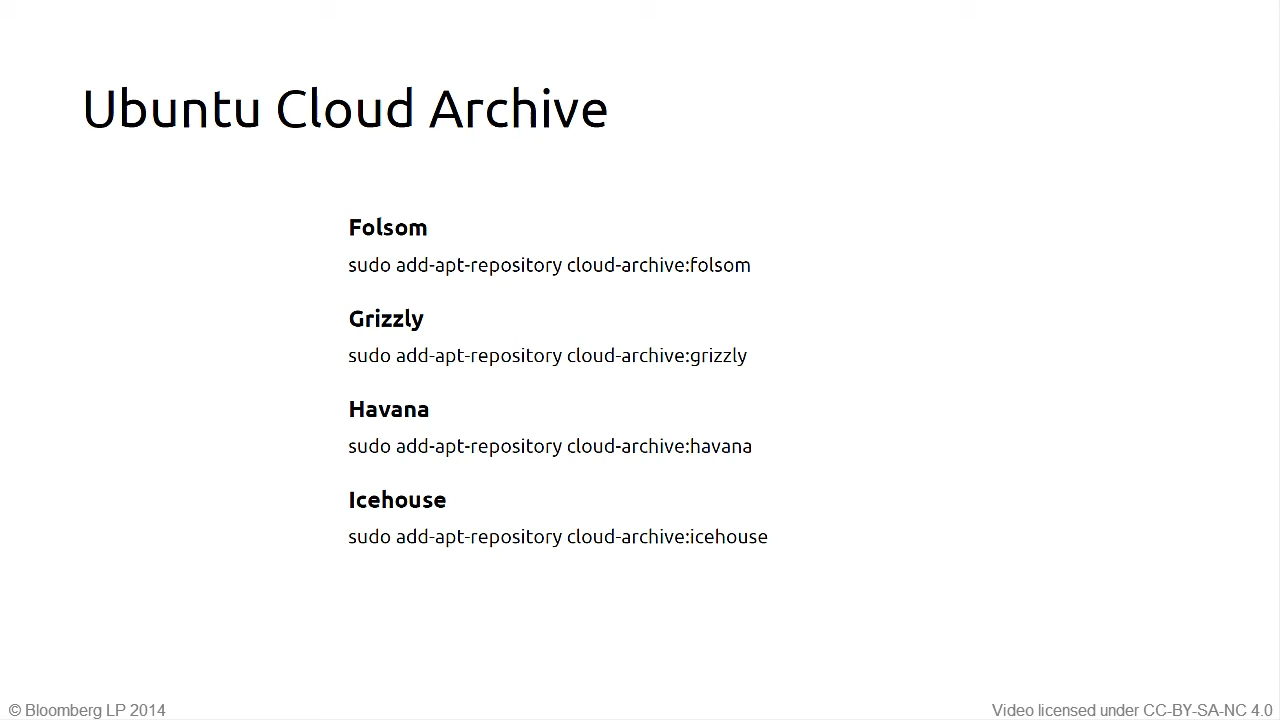 Ubuntu Cloud Archive
Folsom
sudo add-apt-repository cloud-archive:folsom
Grizzly
sudo add-apt-repository cloud-archive:grizzly
Havana
sudo add-apt-repository cloud-archive:havana
Icehouse
sudo add-apt-repository cloud-archive:icehouse
© Bloomberg LP 2014
Video licensed under CC-BY-SA-NC 4.0